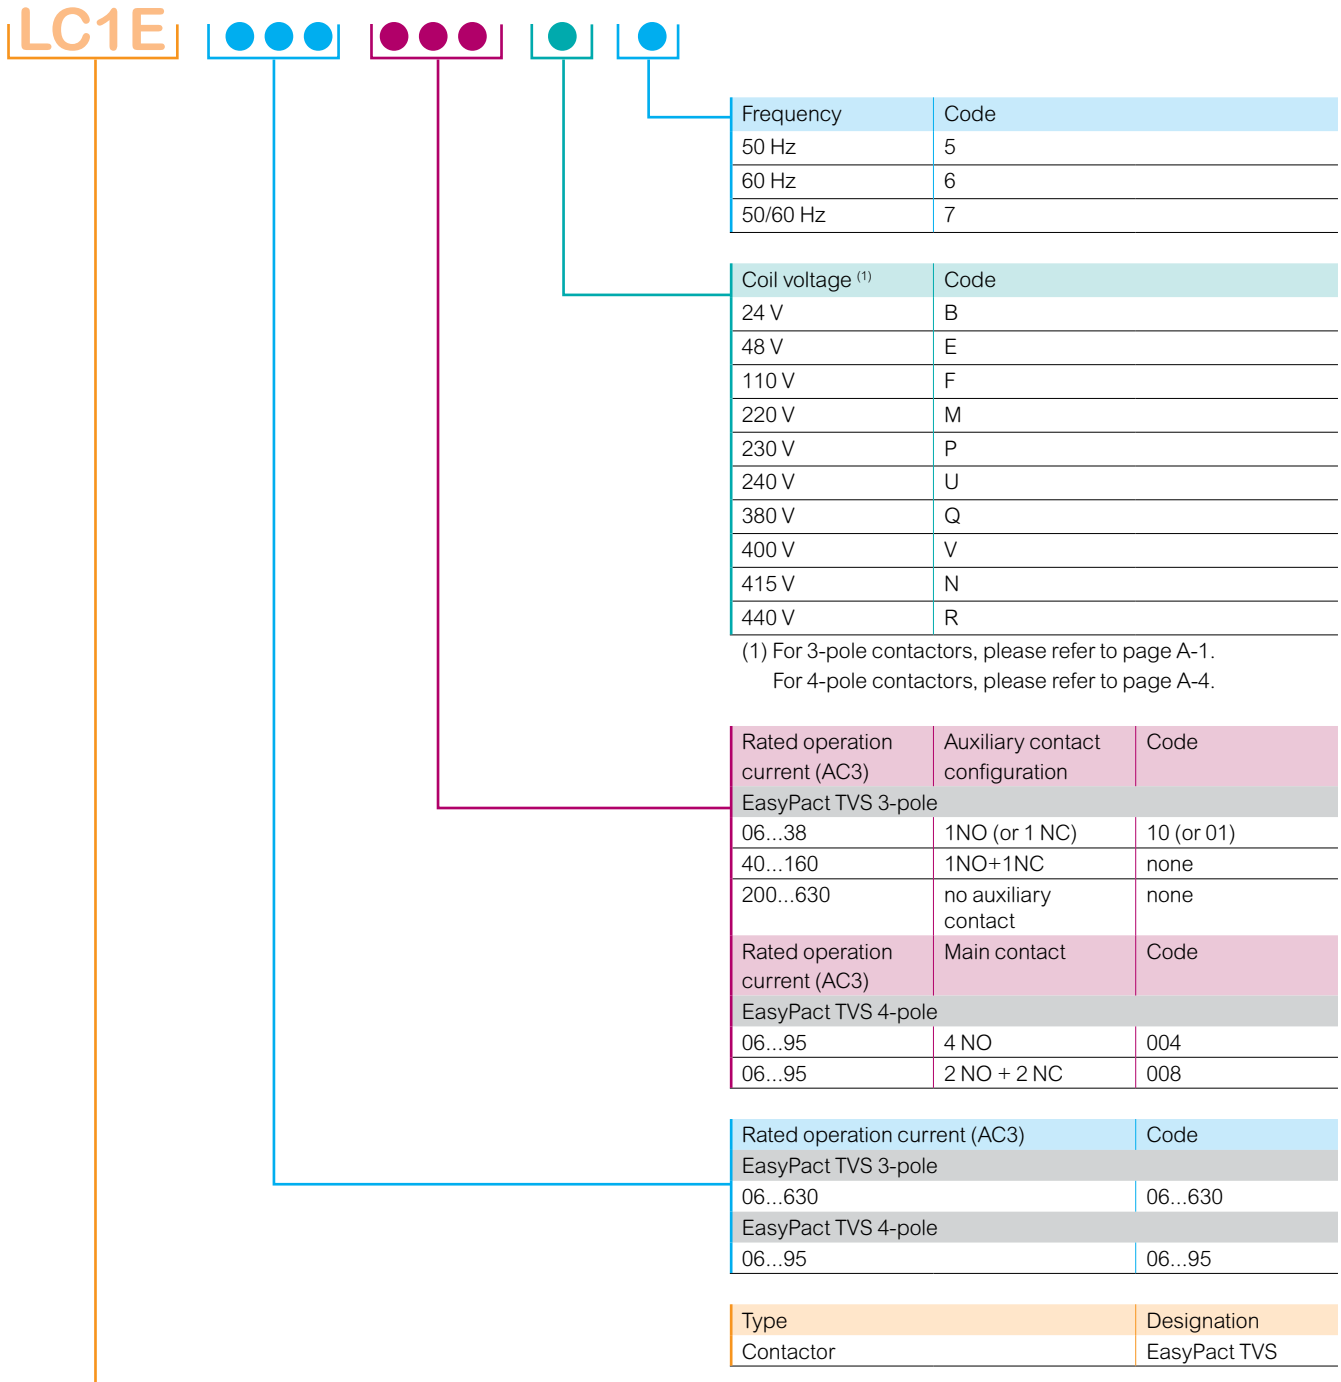 LC1E
Frequency Code
50 Hz 5
60 Hz 6
50/60 Hz 7
Coil voltage (1) Code
24 V B
48 V E
110 V F
220 V M
230 V P
240 V U
380 V Q
400 V V
415 V N
440 V R
(1) For 3-pole contactors, please refer to page A-1.
For 4-pole contactors, please refer to page A-4.
Rated operation Auxiliary contact Code
current (AC3) configuration
EasyPact TVS 3-pole
06...38 1NO (or 1 NC) 10 (or 01)
40...160 1NO+1NC none
200...630 no auxiliary none
contact
Rated operation Main contact Code
current (AC3)
EasyPact TVS 4-pole
06...95 4 NO 004
06...95 2 NO + 2 NC 008
Rated operation current (AC3) Code
EasyPact TVS 3-pole
06...630 06...630
EasyPact TVS 4-pole
06...95 06...95
Type Designation
Contactor EasyPact TVS